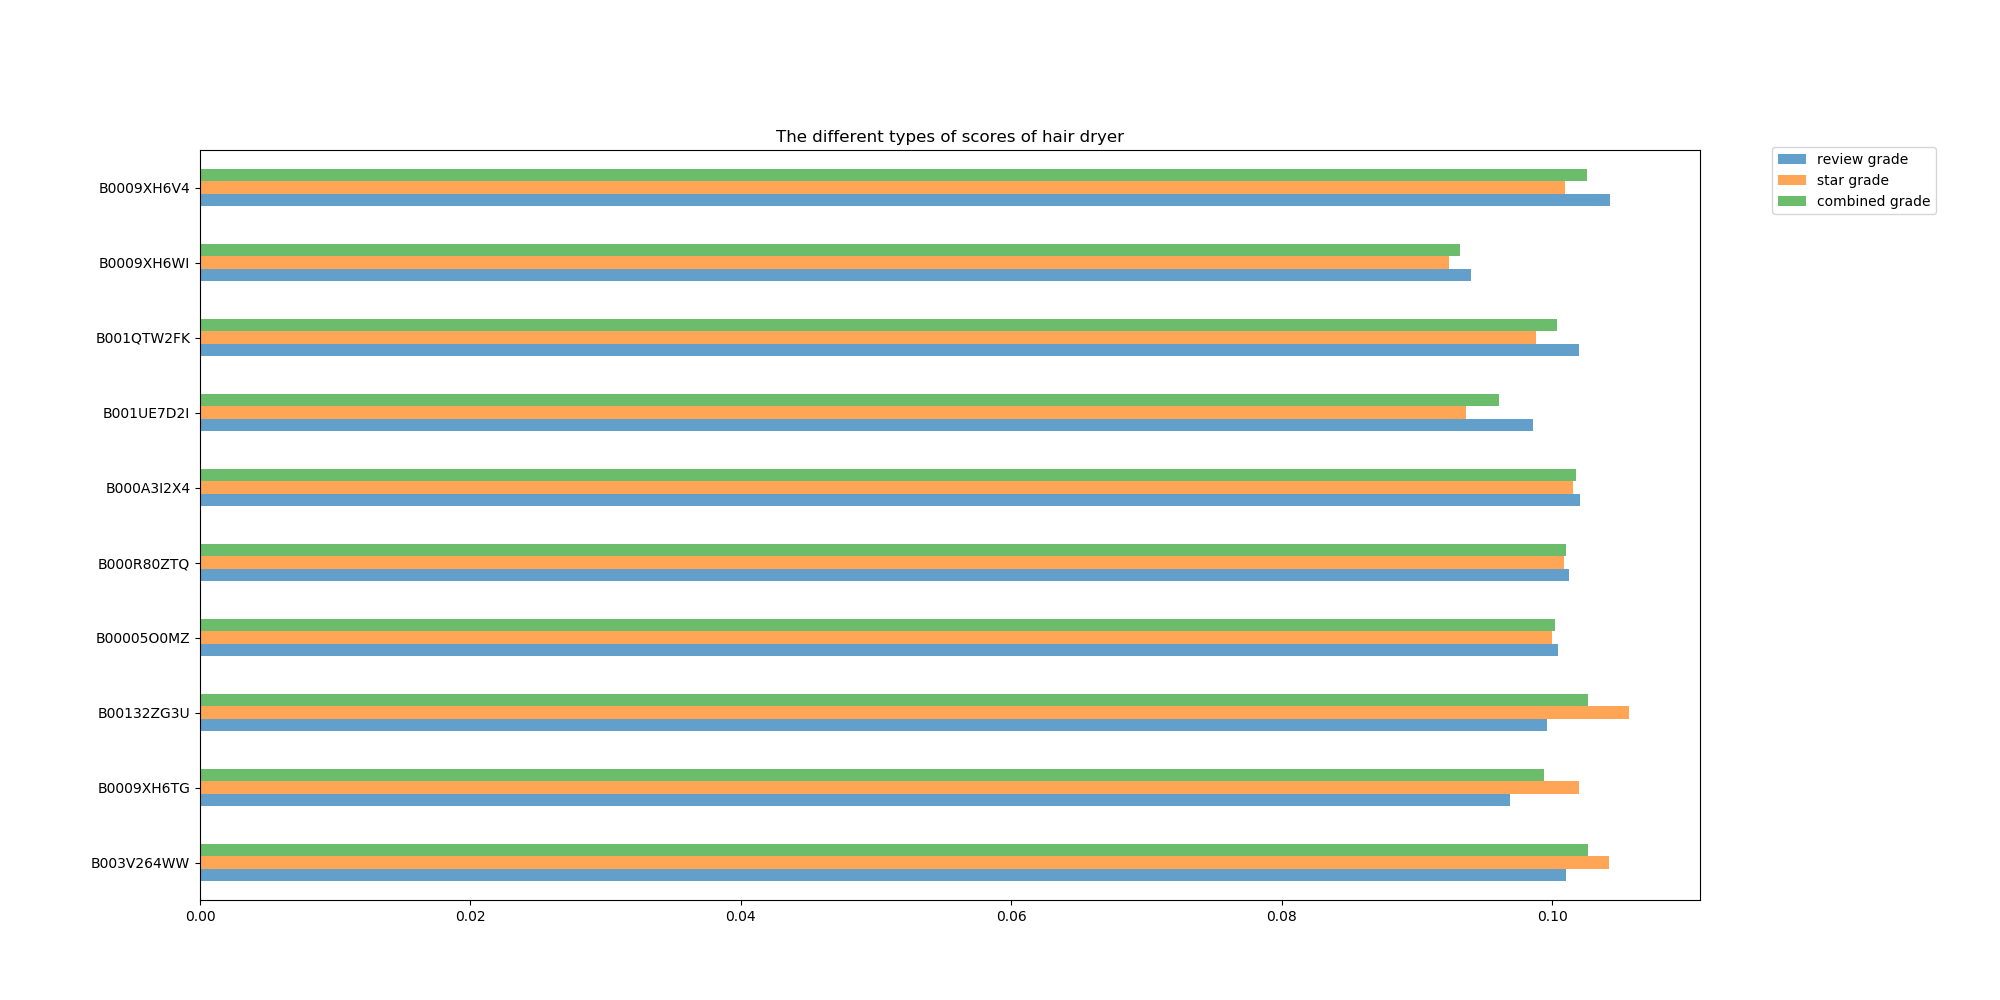 The different types of scores of hair dryer
review grade
star grade
combined grade
B0009XH6V4
B0009XH6WI
B001QTW2FK
B001UE7D2I
B000A3I2X4
B000R80ZTQ
B00005O0MZ
B00132ZG3U
B0009XH6TG
B003V264WW
0.00 0.02 0.04 0.06 0.08 0.10